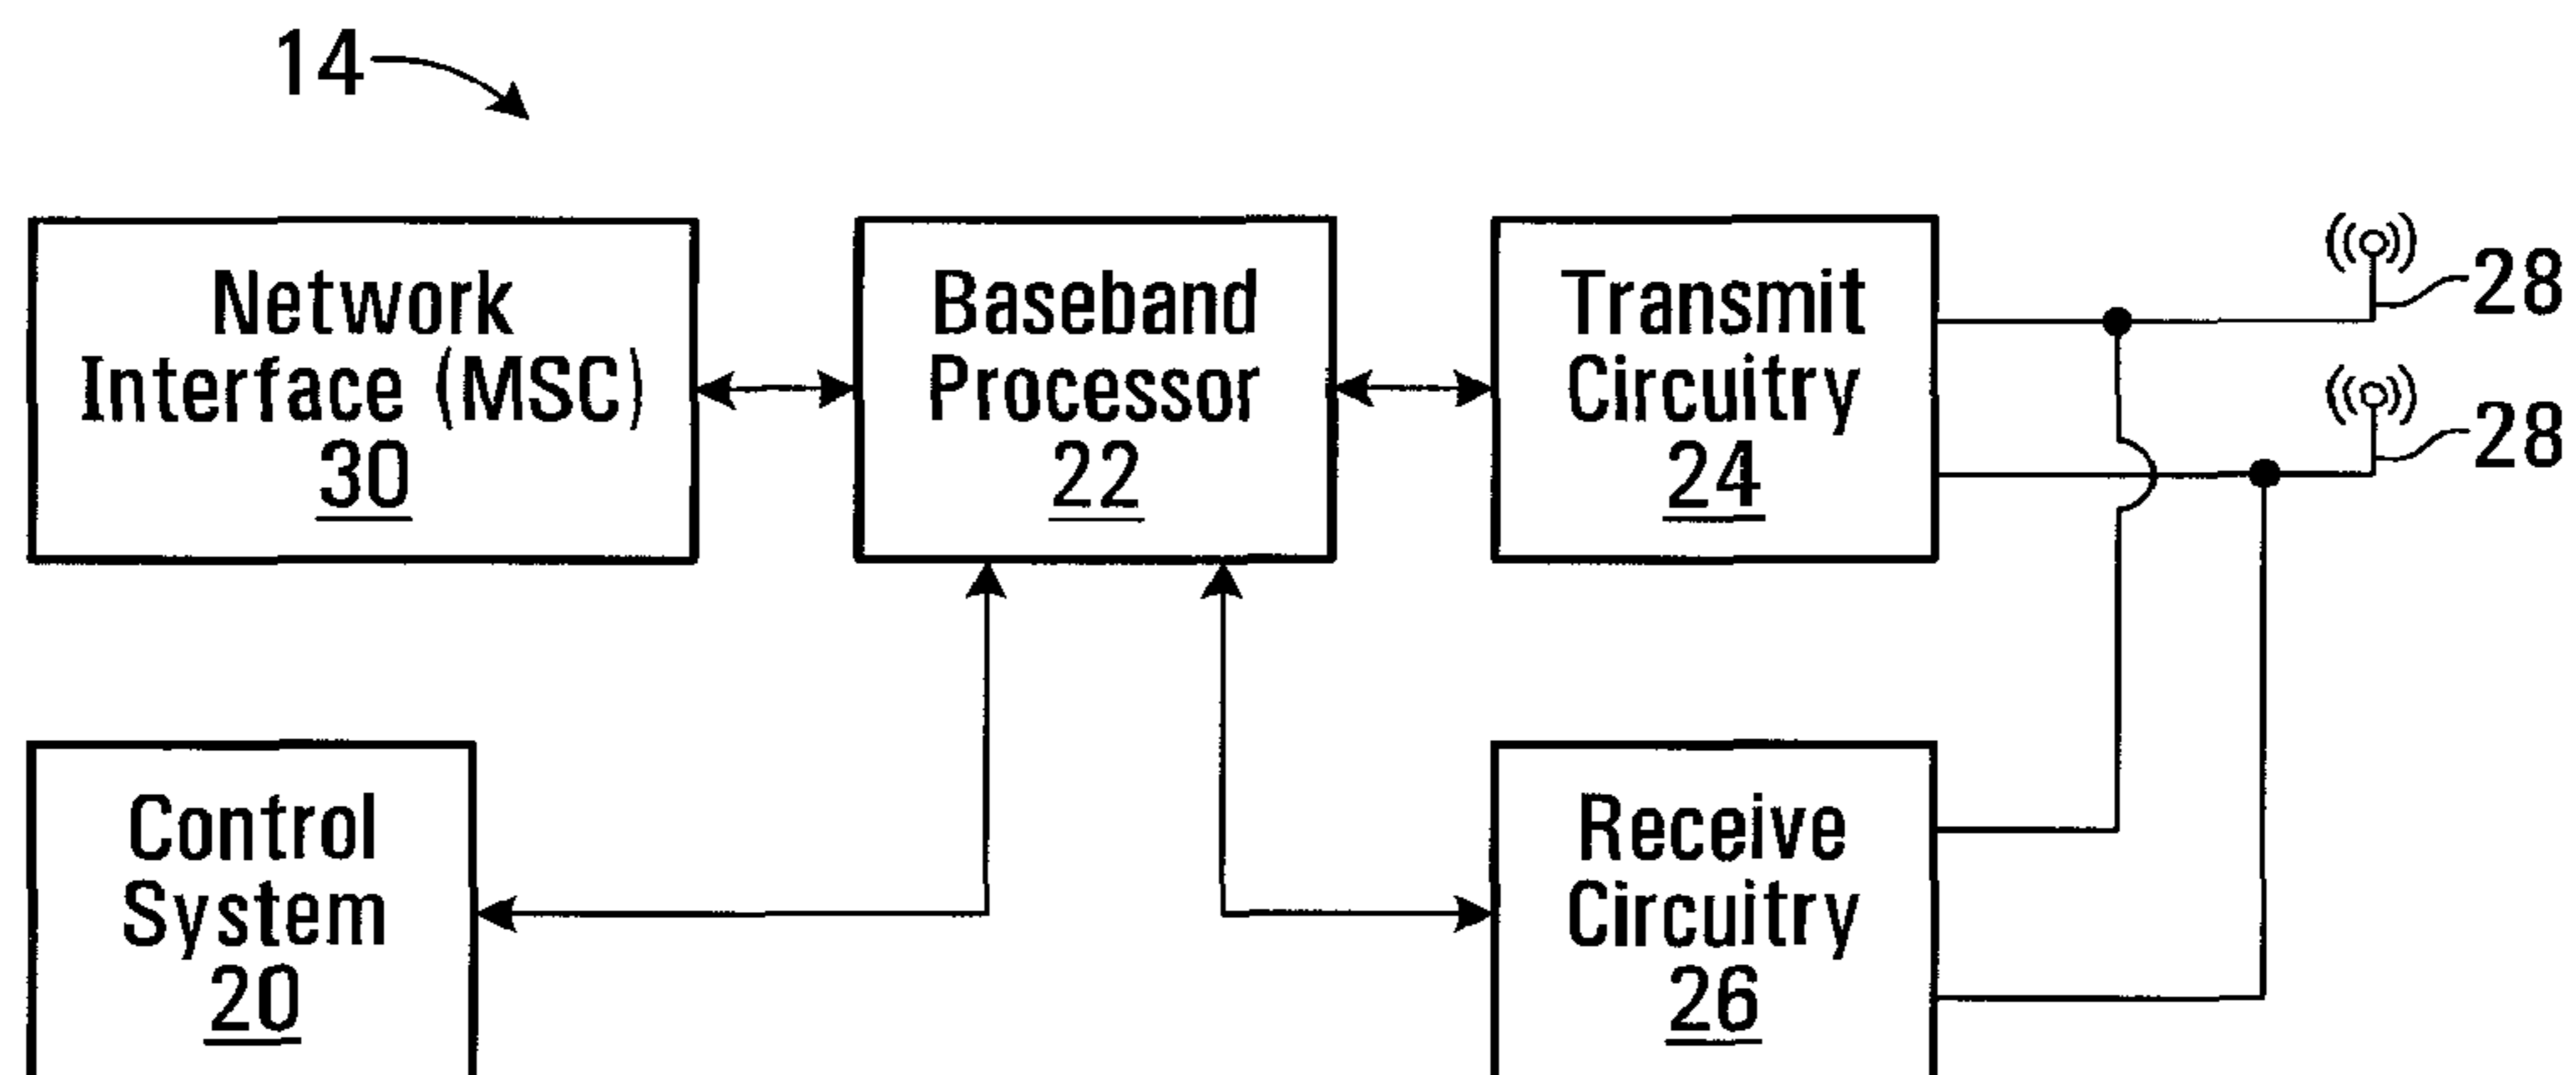 14
Network
Interface (MSC)
30
Baseband
Processor
22
Transmit
Circuitry
24
28
28
Control
System
20
Receive
Circuitry
26